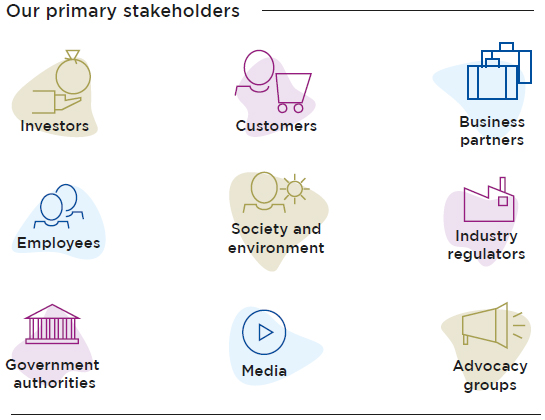 Our primary stakeholders
Investors
Customers
Business
partners
Employees
Society and
environment
Industry
regulators
Government
authorities
Media
Advocacy
groups